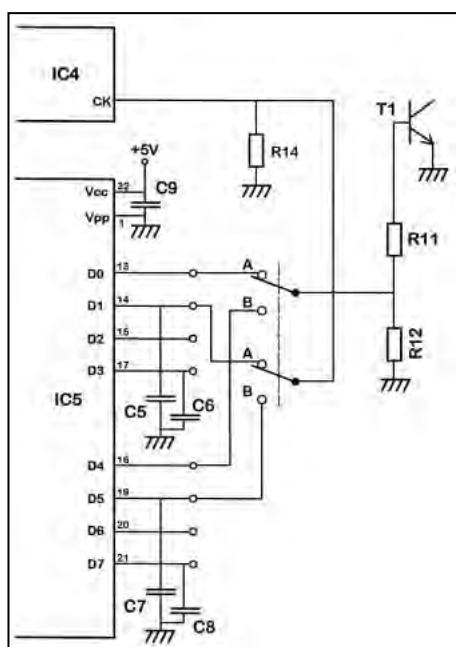 IC4
CK
T1
+5V
R14
Vcc 22
C9
Vpp 1
R11
D0 13
A
D1 14
B
D2 15
A
R12
D3 17
B
IC5
C5
C6
D4 16
D5 19
D6 20
D7 21
C7
C8